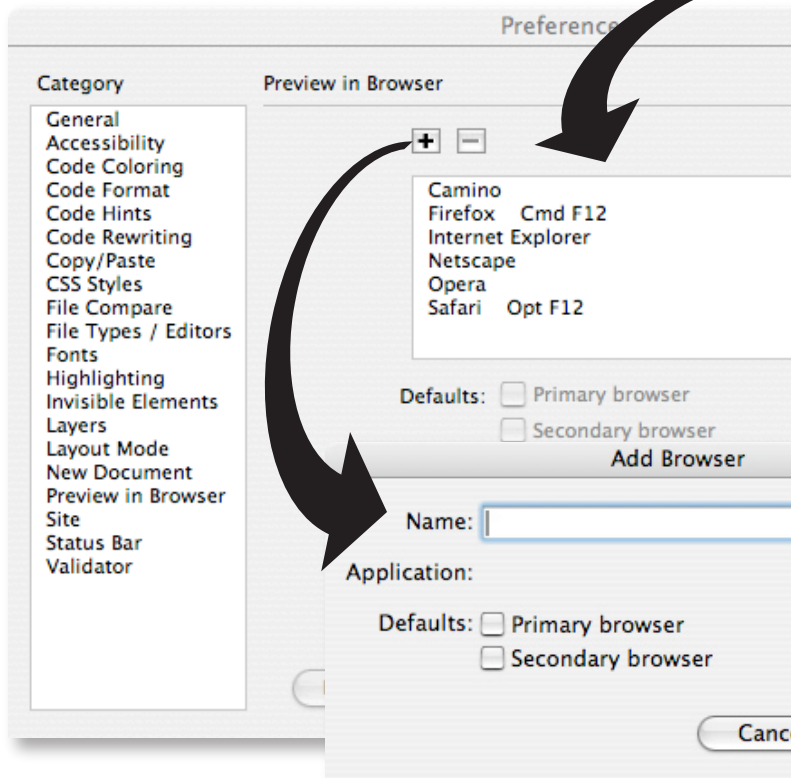 Preference
Category
Preview in Browser
General
Accessibility
Code Coloring
Code Format
Code Hints
Code Rewriting
Copy/Paste
CSS Styles
File Compare
File Types / Editors
Fonts
Highlighting
Invisible Elements
Layers
Layout Mode
New Document
Preview in Browser
Site
Status Bar
Validator
Camino
Firefox Cmd F12
Internet Explorer
Netscape
Opera
Safari Opt F12
Defaults: Primary browser
Secondary browser
Add Browser
Name:
Application:
Defaults: Primary browser
Secondary browser